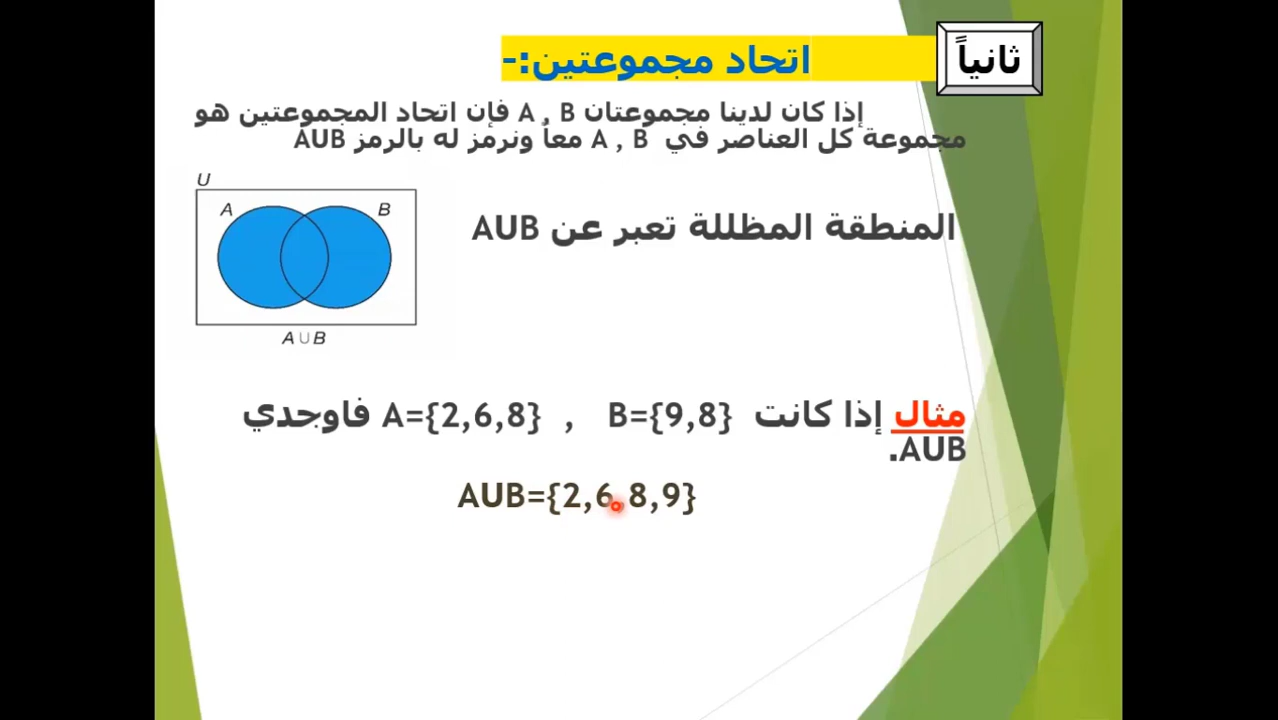 ثانياً
اتحاد مجموعتين:-
إذا كان لدينا مجموعتان A , B فإن اتحاد المجموعتين هو
مجموعة كل العناصر في A , B معاً ونرمز له بالرمز AUB
U
A
B
A ∪ B
المنطقة المظللة تعبر عن AUB
مثال إذا كانت A={2,6,8} , B={9,8} فاوجدي
AUB.
AUB={2,6,8,9}